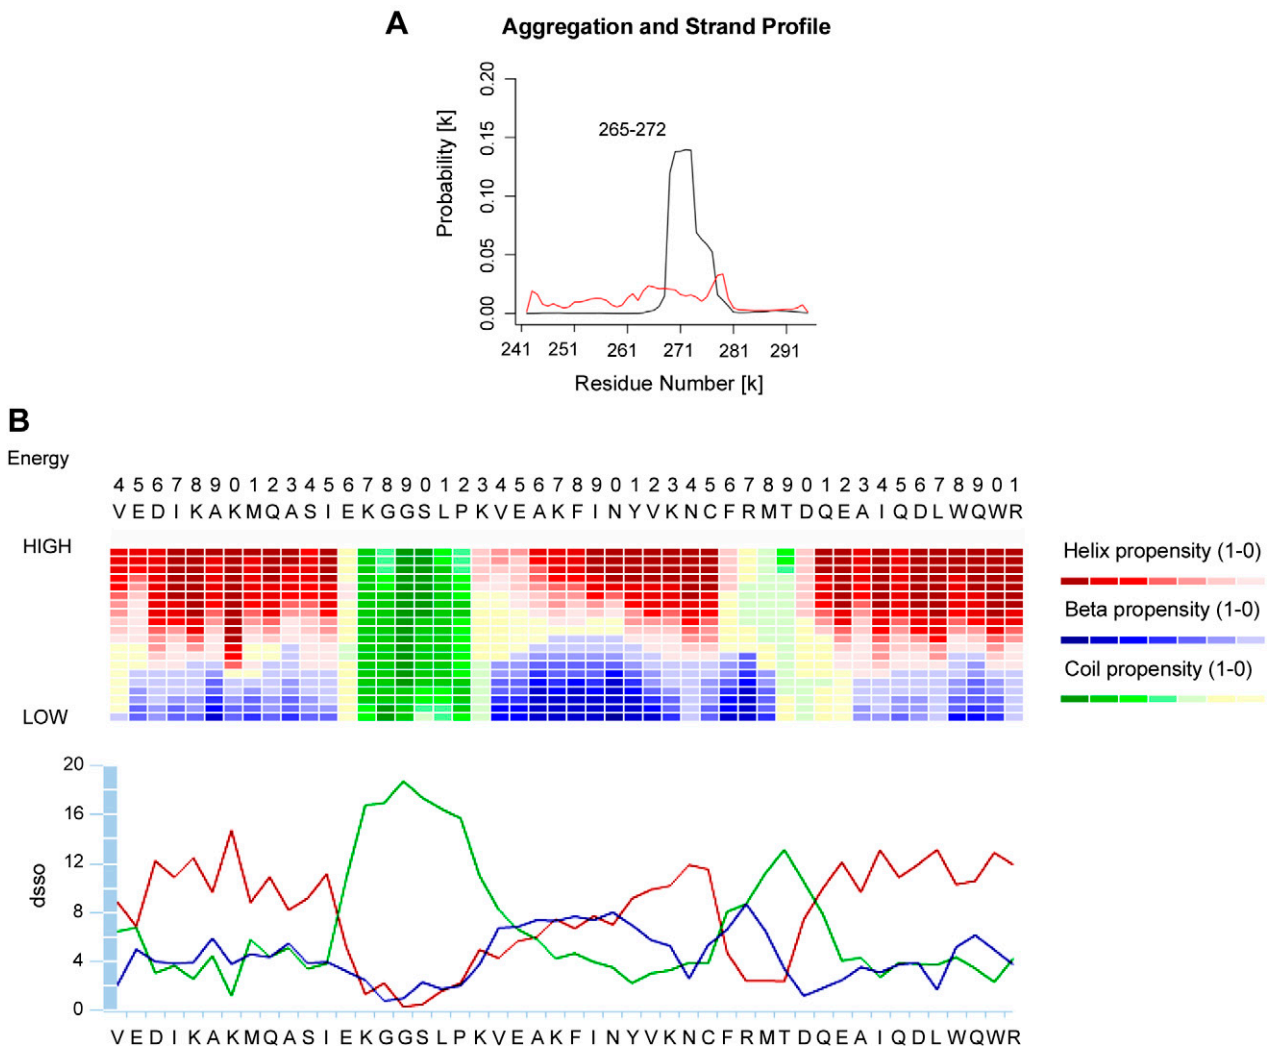 A
Aggregation and Strand Profile
0.20
0.15
0.10
0.05
0.00
Probability [k]
265-272
241 251 261 271 281 291
Residue Number [k]
B
Energy
4 5 6 7 8 9 0 1 2 3 4 5 6 7 8 9 0 1 2 3 4 5 6 7 8 9 0 1 2 3 4 5 6 7 8 9 0 1 2 3 4 5 6 7 8 9 0 1
V E D I K A K M Q A S I E K G G S L P K V E A K F I N Y V K N C F R M T D Q E A I Q D L W Q W R
HIGH
LOW
Helix propensity (1-0)
Beta propensity (1-0)
Coil propensity (1-0)
20
16
12
8
4
0
dsso
V E D I K A K M Q A S I E K G G S L P K V E A K F I N Y V K N C F R M T D Q E A I Q D L W Q W R